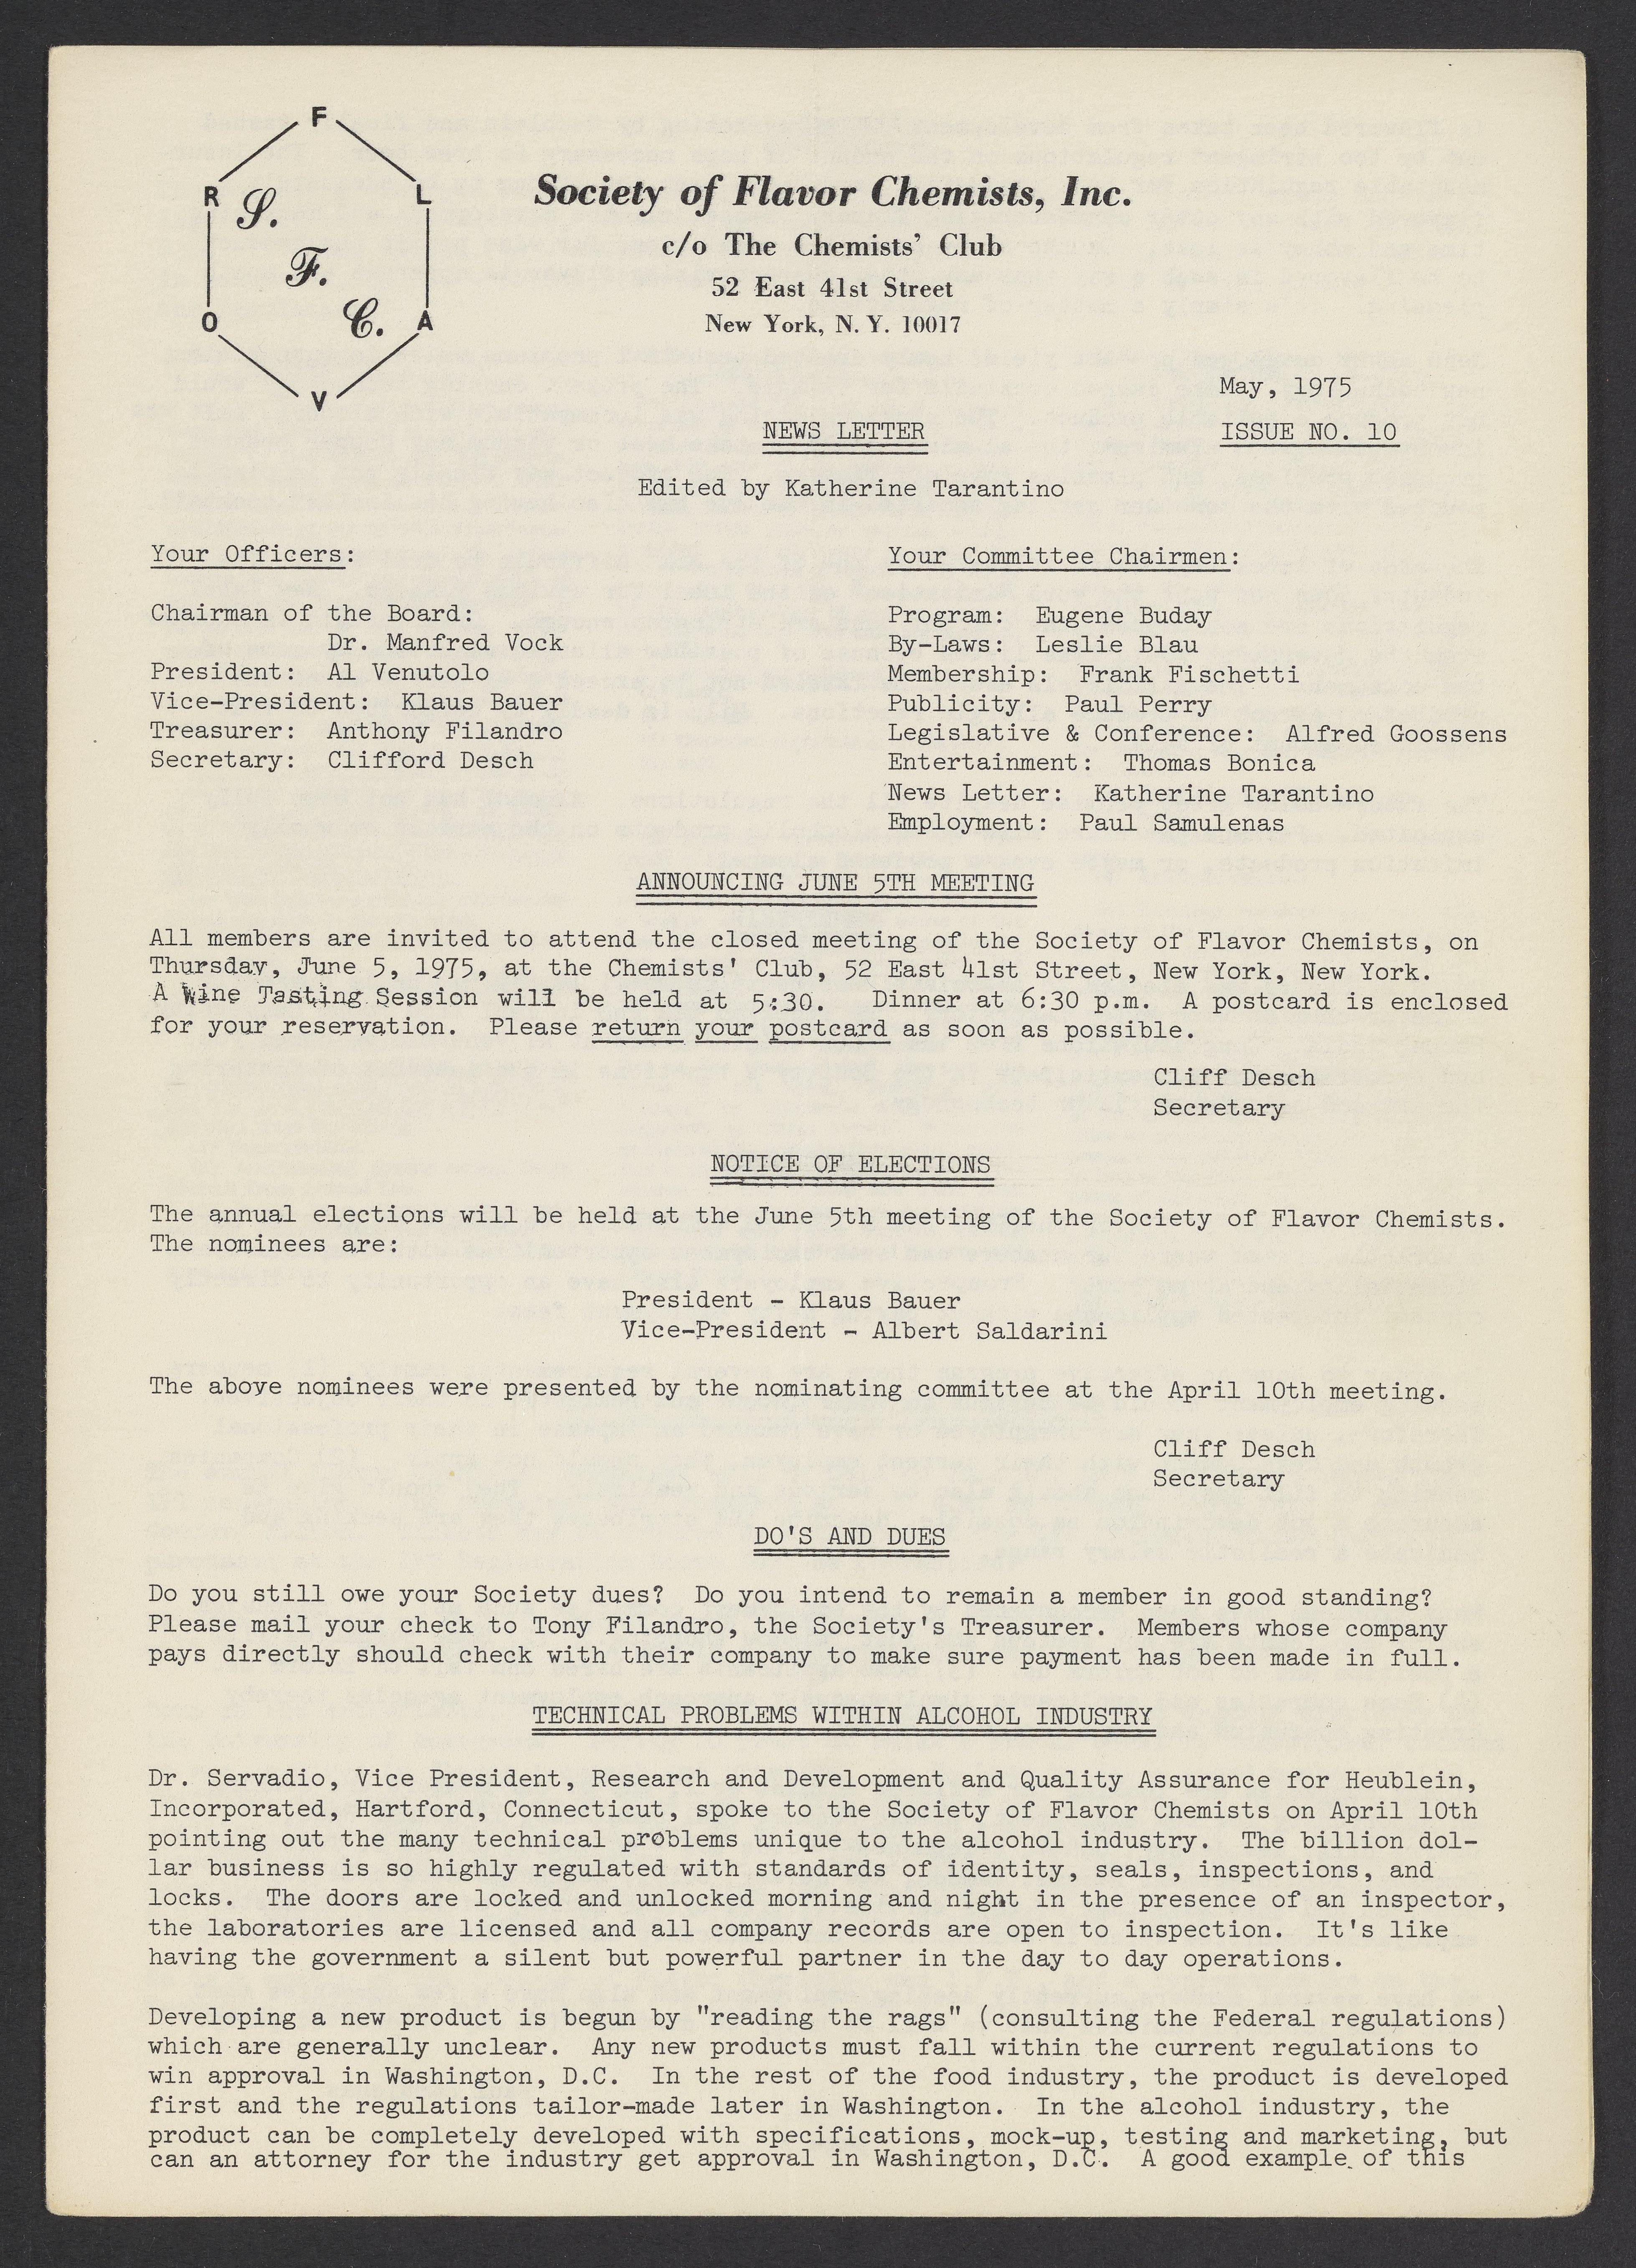 F
R L
S.
F.
C.
O A
V
Society of Flavor Chemists, Inc.
c/o The Chemists' Club
52 East 41st Street
New York, N. Y. 10017
May, 1975
NEWS LETTER
ISSUE NO. 10
Edited by Katherine Tarantino
Your Officers:
Chairman of the Board:
Dr. Manfred Vock
President: Al Venutolo
Vice-President: Klaus Bauer
Treasurer: Anthony Filandro
Secretary: Clifford Desch
Your Committee Chairmen:
Program: Eugene Buday
By-Laws: Leslie Blau
Membership: Frank Fischetti
Publicity: Paul Perry
Legislative & Conference: Alfred Goossens
Entertainment: Thomas Bonica
News Letter: Katherine Tarantino
Employment: Paul Samulenas
ANNOUNCING JUNE 5TH MEETING
All members are invited to attend the closed meeting of the Society of Flavor Chemists, on
Thursday, June 5, 1975, at the Chemists' Club, 52 East 41st Street, New York, New York.
A Wine Tasting Session will be held at 5:30. Dinner at 6:30 p.m. A postcard is enclosed
for your reservation. Please return your postcard as soon as possible.
Cliff Desch
Secretary
NOTICE OF ELECTIONS
The annual elections will be held at the June 5th meeting of the Society of Flavor Chemists.
The nominees are:
President - Klaus Bauer
Vice-President - Albert Saldarini
The above nominees were presented by the nominating committee at the April 10th meeting.
Cliff Desch
Secretary
DO'S AND DUES
Do you still owe your Society dues? Do you intend to remain a member in good standing?
Please mail your check to Tony Filandro, the Society's Treasurer. Members whose company
pays directly should check with their company to make sure payment has been made in full.
TECHNICAL PROBLEMS WITHIN ALCOHOL INDUSTRY
Dr. Servadio, Vice President, Research and Development and Quality Assurance for Heublein,
Incorporated, Hartford, Connecticut, spoke to the Society of Flavor Chemists on April 10th
pointing out the many technical problems unique to the alcohol industry. The billion dol-
lar business is so highly regulated with standards of identity, seals, inspections, and
locks. The doors are locked and unlocked morning and night in the presence of an inspector,
the laboratories are licensed and all company records are open to inspection. It's like
having the government a silent but powerful partner in the day to day operations.
Developing a new product is begun by "reading the rags" (consulting the Federal regulations)
which are generally unclear. Any new products must fall within the current regulations to
win approval in Washington, D.C. In the rest of the food industry, the product is developed
first and the regulations tailor-made later in Washington. In the alcohol industry, the
product can be completely developed with specifications, mock-up, testing and marketing, but
can an attorney for the industry get approval in Washington, D.C. A good example of this